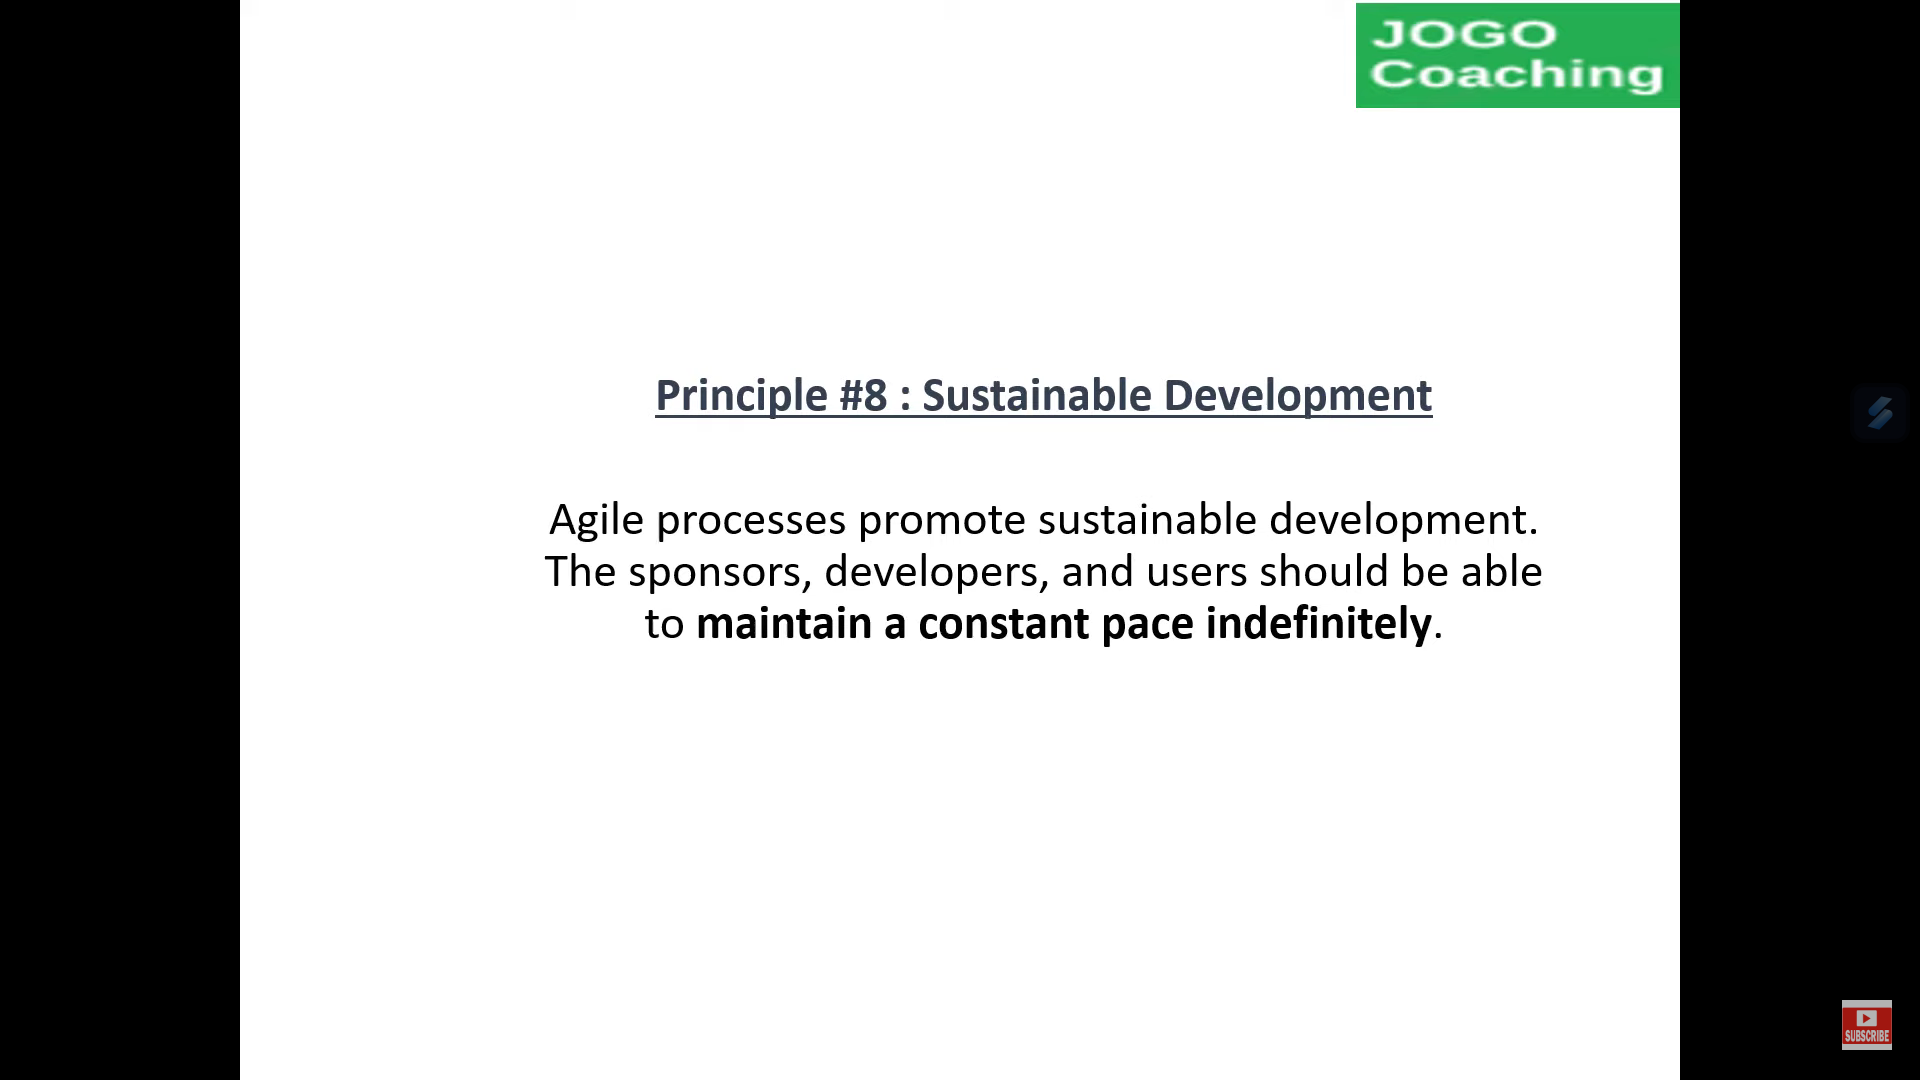 JOGO
Coaching
Principle #8 : Sustainable Development
Agile processes promote sustainable development.
The sponsors, developers, and users should be able
to maintain a constant pace indefinitely.
SUBSCRIBE